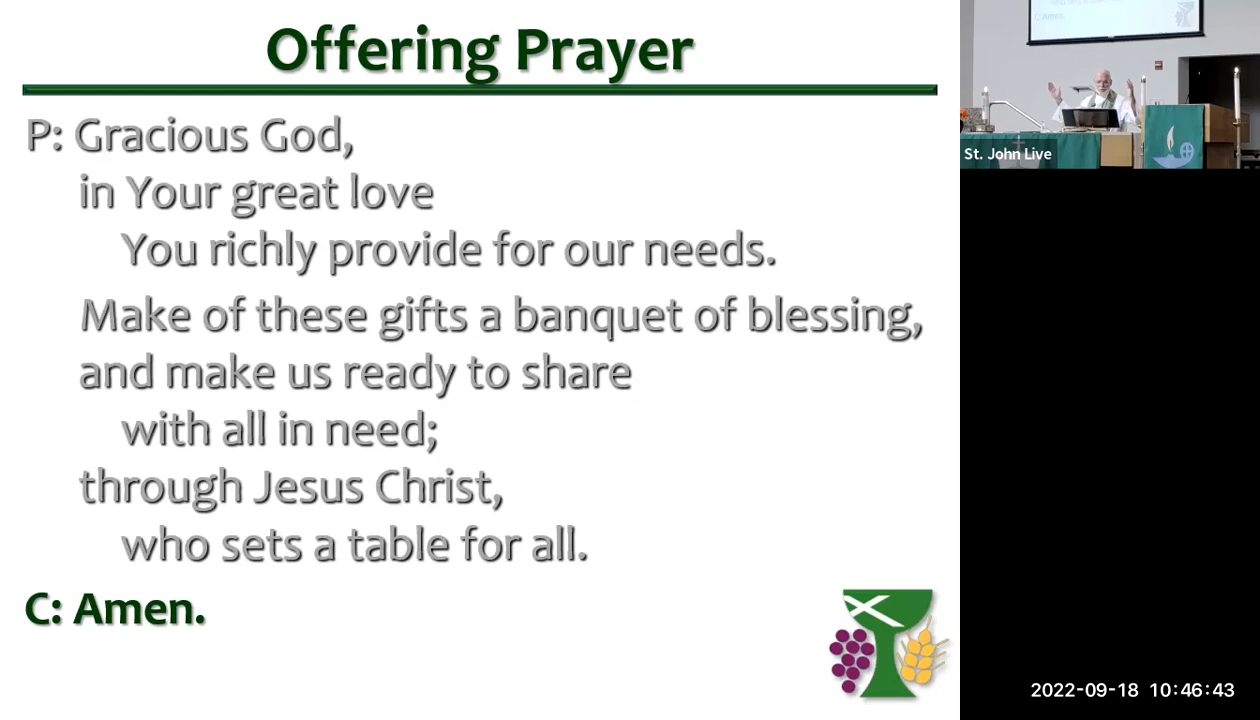 Offering Prayer
P: Gracious God,
in Your great love
You richly provide for our needs.
Make of these gifts a banquet of blessing,
and make us ready to share
with all in need;
through Jesus Christ,
who sets a table for all.
C: Amen.
C: Amen.
St. John Live
2022-09-18 10:46:43